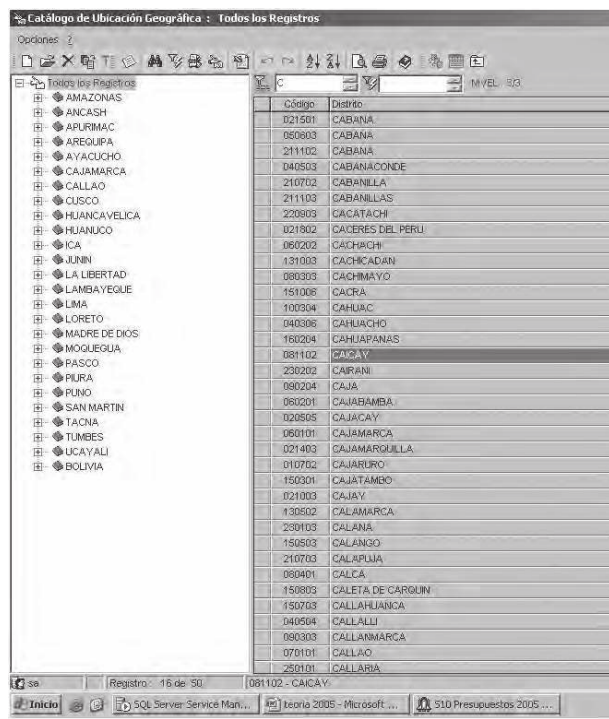 Catálogo de Ubicación Geográfica : Todos los Registros
Opciones ?
C
NIVEL 3/3
Todos los Registros
AMAZONAS
ANCASH
APURIMAC
AREQUIPA
AYACUCHO
CAJAMARCA
CALLAO
CUSCO
HUANCAVELICA
HUANUCO
ICA
JUNIN
LA LIBERTAD
LAMBAYEQUE
LIMA
LORETO
MADRE DE DIOS
MOQUEGUA
PASCO
PIURA
PUNO
SAN MARTIN
TACNA
TUMBES
UCAYALI
BOLIVIA
Código Distrito
021501 CABANA
050603 CABANA
211102 CABANA
040503 CABANACONDE
210702 CABANILLA
211103 CABANILLAS
220903 CACATACHI
021802 CACERES DEL PERU
060202 CACHACHI
131003 CACHICADAN
080303 CACHIMAYO
151006 CACRA
100304 CAHUAC
040306 CAHUACHO
160204 CAHUAPANAS
081102 CAICAY
230202 CAIRANI
090204 CAJA
060201 CAJABAMBA
020505 CAJACAY
060101 CAJAMARCA
021403 CAJAMARQUILLA
010702 CAJARURO
150301 CAJATAMBO
021003 CAJAY
130502 CALAMARCA
230103 CALANA
150503 CALANGO
210703 CALAPUJA
080401 CALCA
150803 CALETA DE CARQUIN
150703 CALLAHUANCA
040504 CALLALLI
090303 CALLANMARCA
070101 CALLAO
250101 CALLARIA
sa Registro : 16 de 50 081102 - CAICAY
Inicio SQL Server Service Man... teoria 2005 - Microsoft ... S10 Presupuestos 2005 ...